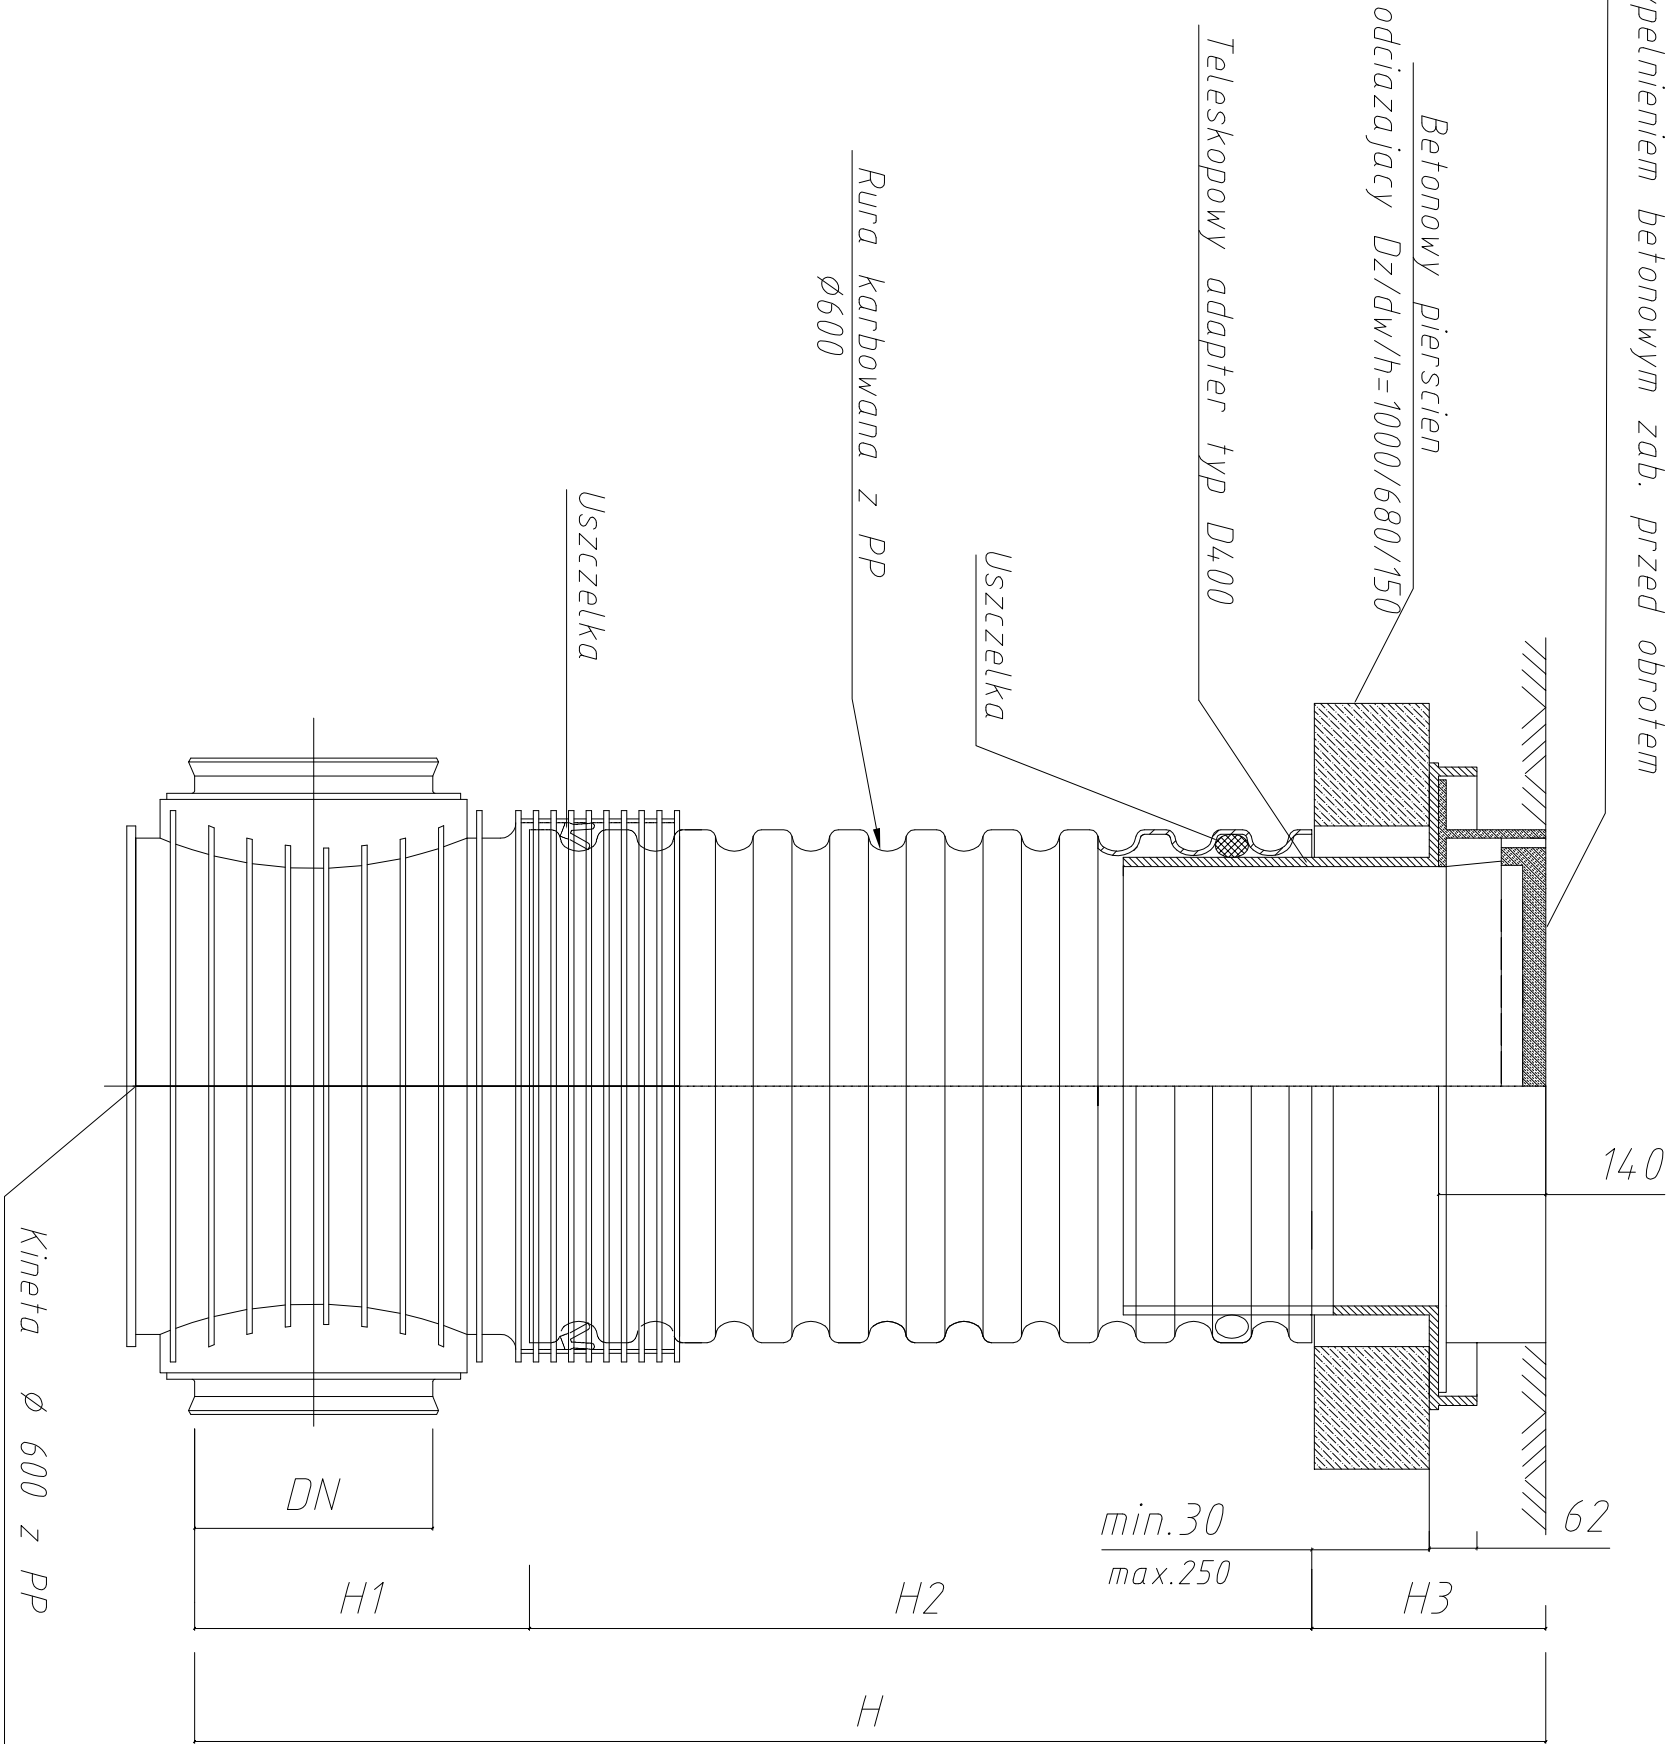 betonowym zab. przed obrotem
Betonowy pierscien
odciazajacy Dz/dw/h=1000/680/150
Teleskopowy adapter typ D400
Uszczelka
Rura karbowana z PP
Ø600
Uszczelka
Kineta Ø 600 z PP
140
62
min.30
max.250
DN
H1
H2
H3
H